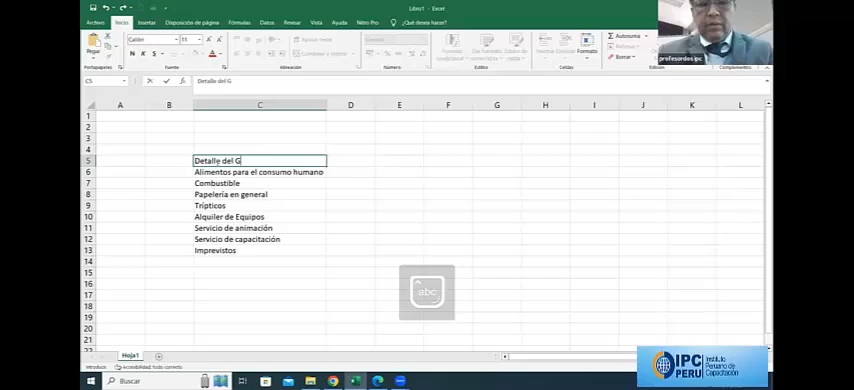 Libro1 - Excel
Archivo Inicio Insertar Disposición de página Fórmulas Datos Revisar Vista Ayuda Nitro Pro ¿Qué desea hacer?
Calibri 11 Autosuma
Pegar Formato Borrar
Portapapeles Fuente Alineación Número Estilos Celdas Complementos
profesordos.ipc
C5 Detalle del G
A B C D E F G H I J K L
1
2
3
4
5 Detalle del G
6 Alimentos para el consumo humano
7 Combustible
8 Papelería en general
9 Trípticos
10 Alquiler de Equipos
11 Servicio de animación
12 Servicio de capacitación
13 Imprevistos
14
15
16
17
18
19
20
21
22
abc
Hoja1
Introducir Accesibilidad: todo correcto
Buscar
IPC PERU Instituto Peruano de Capacitación